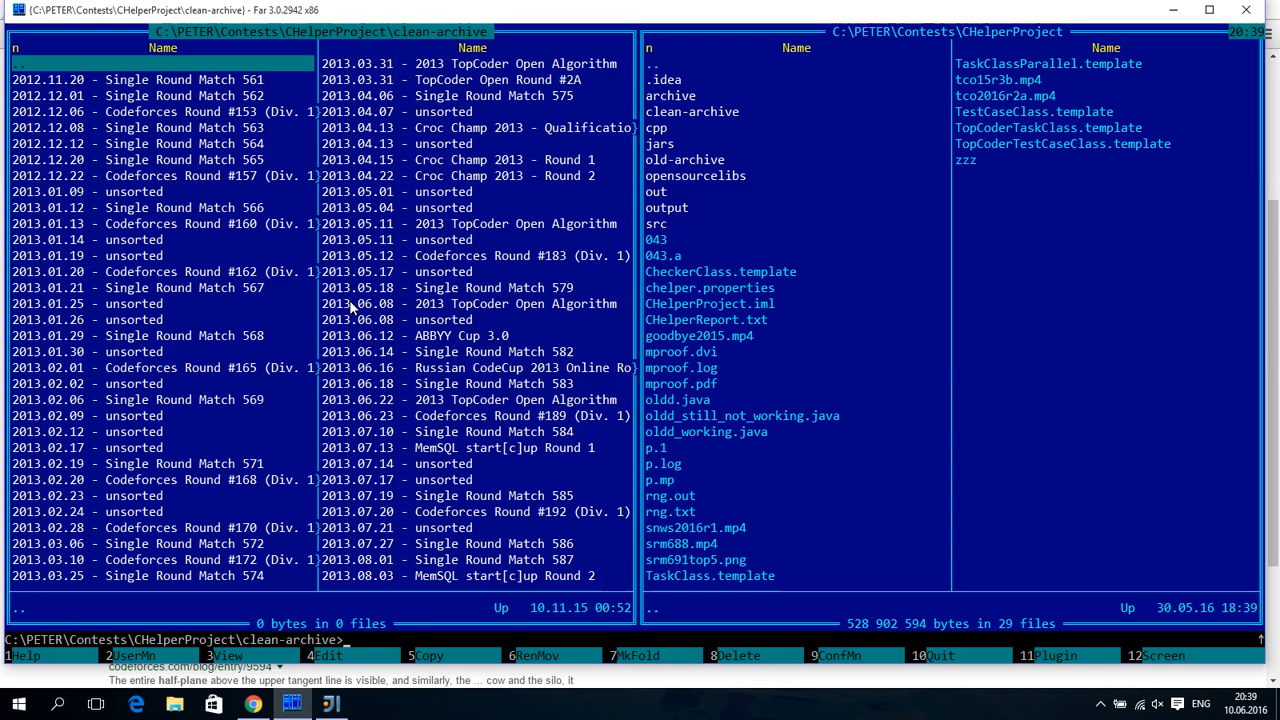 {C:\PETER\Contests\CHelperProject\clean-archive} - Far 3.0.2942 x86
C:\PETER\Contests\CHelperProject\clean-archive
n Name Name
..
2012.11.20 - Single Round Match 561
2012.12.01 - Single Round Match 562
2012.12.06 - Codeforces Round #153 (Div. 1)}
2012.12.08 - Single Round Match 563
2012.12.12 - Single Round Match 564
2012.12.20 - Single Round Match 565
2012.12.22 - Codeforces Round #157 (Div. 1)}
2013.01.09 - unsorted
2013.01.12 - Single Round Match 566
2013.01.13 - Codeforces Round #160 (Div. 1)}
2013.01.14 - unsorted
2013.01.19 - unsorted
2013.01.20 - Codeforces Round #162 (Div. 1)}
2013.01.21 - Single Round Match 567
2013.01.25 - unsorted
2013.01.26 - unsorted
2013.01.29 - Single Round Match 568
2013.01.30 - unsorted
2013.02.01 - Codeforces Round #165 (Div. 1)}
2013.02.02 - unsorted
2013.02.06 - Single Round Match 569
2013.02.09 - unsorted
2013.02.12 - unsorted
2013.02.17 - unsorted
2013.02.19 - Single Round Match 571
2013.02.20 - Codeforces Round #168 (Div. 1)}
2013.02.23 - unsorted
2013.02.24 - unsorted
2013.02.28 - Codeforces Round #170 (Div. 1)}
2013.03.06 - Single Round Match 572
2013.03.10 - Codeforces Round #172 (Div. 1)}
2013.03.25 - Single Round Match 574
2013.03.31 - 2013 TopCoder Open Algorithm
2013.03.31 - TopCoder Open Round #2A
2013.04.06 - Single Round Match 575
2013.04.07 - unsorted
2013.04.13 - Croc Champ 2013 - Qualificatio}
2013.04.13 - unsorted
2013.04.15 - Croc Champ 2013 - Round 1
2013.04.22 - Croc Champ 2013 - Round 2
2013.05.01 - unsorted
2013.05.04 - unsorted
2013.05.11 - 2013 TopCoder Open Algorithm
2013.05.11 - unsorted
2013.05.12 - Codeforces Round #183 (Div. 1)
2013.05.17 - unsorted
2013.05.18 - Single Round Match 579
2013.06.08 - 2013 TopCoder Open Algorithm
2013.06.08 - unsorted
2013.06.12 - ABBYY Cup 3.0
2013.06.14 - Single Round Match 582
2013.06.16 - Russian CodeCup 2013 Online Ro}
2013.06.18 - Single Round Match 583
2013.06.22 - 2013 TopCoder Open Algorithm
2013.06.23 - Codeforces Round #189 (Div. 1)
2013.07.10 - Single Round Match 584
2013.07.13 - MemSQL start[c]up Round 1
2013.07.14 - unsorted
2013.07.17 - unsorted
2013.07.19 - Single Round Match 585
2013.07.20 - Codeforces Round #192 (Div. 1)
2013.07.21 - unsorted
2013.07.27 - Single Round Match 586
2013.08.01 - Single Round Match 587
2013.08.03 - MemSQL start[c]up Round 2
.. Up 10.11.15 00:52
0 bytes in 0 files
C:\PETER\Contests\CHelperProject 20:39
n Name Name
..
.idea
archive
clean-archive
cpp
jars
old-archive
opensourcelibs
out
output
src
043
043.a
CheckerClass.template
chelper.properties
CHelperProject.iml
CHelperReport.txt
goodbye2015.mp4
mproof.dvi
mproof.log
mproof.pdf
oldd.java
oldd_still_not_working.java
oldd_working.java
p.1
p.log
p.mp
rng.out
rng.txt
snws2016r1.mp4
srm688.mp4
srm691top5.png
TaskClass.template
TaskClassParallel.template
tco15r3b.mp4
tco2016r2a.mp4
TestCaseClass.template
TopCoderTaskClass.template
TopCoderTestCaseClass.template
zzz
.. Up 30.05.16 18:39
528 902 594 bytes in 29 files
C:\PETER\Contests\CHelperProject\clean-archive>
1Help 2UserMn 3View 4Edit 5Copy 6RenMov 7MkFold 8Delete 9ConfMn 10Quit 11Plugin 12Screen
codeforces.com/blog/entry/9594
The entire half-plane above the upper tangent line is visible, and similarly, the ... cow and the silo, it
ENG
20:39
10.06.2016